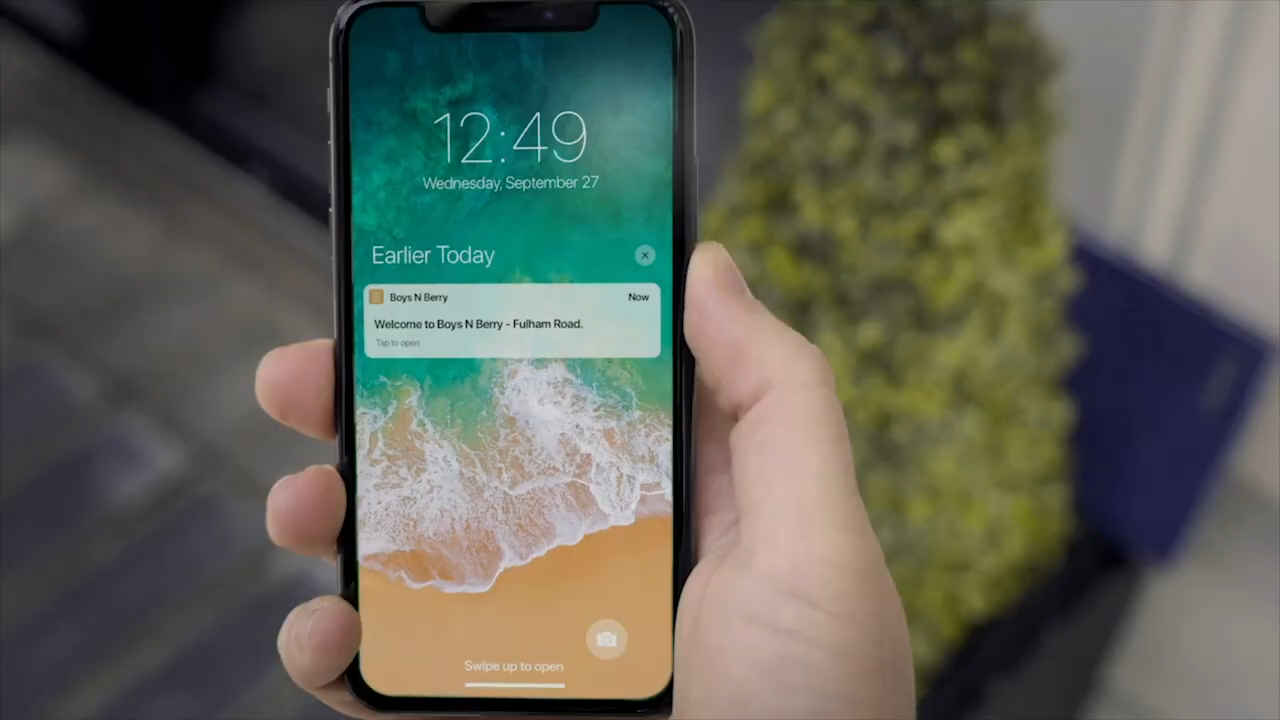 12:49
Wednesday, September 27
Earlier Today
Boys N Berry Now
Welcome to Boys N Berry - Fulham Road.
Tap to open
Swipe up to open